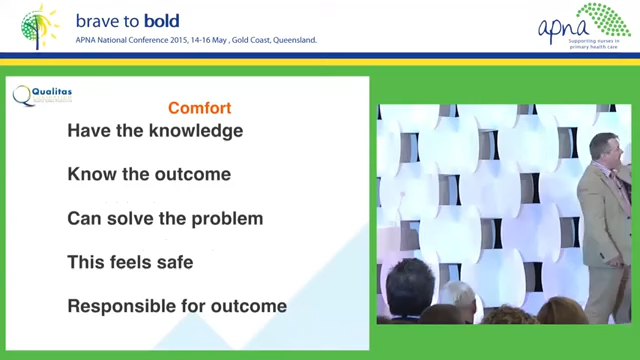 brave to bold
APNA National Conference 2015, 14-16 May, Gold Coast, Queensland.
apna
Supporting nurses in
primary health care
Qualitas
Comfort
Have the knowledge
Know the outcome
Can solve the problem
This feels safe
Responsible for outcome